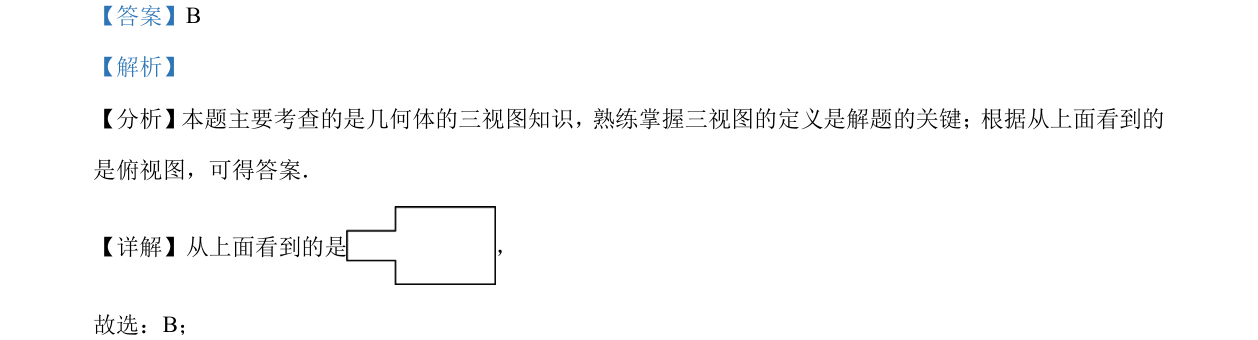 【答案】B
【解析】
【分析】本题主要考查的是几何体的三视图知识，熟练掌握三视图的定义是解题的关键；根据从上面看到的
是俯视图，可得答案．
【详解】从上面看到的是，
故选：B；